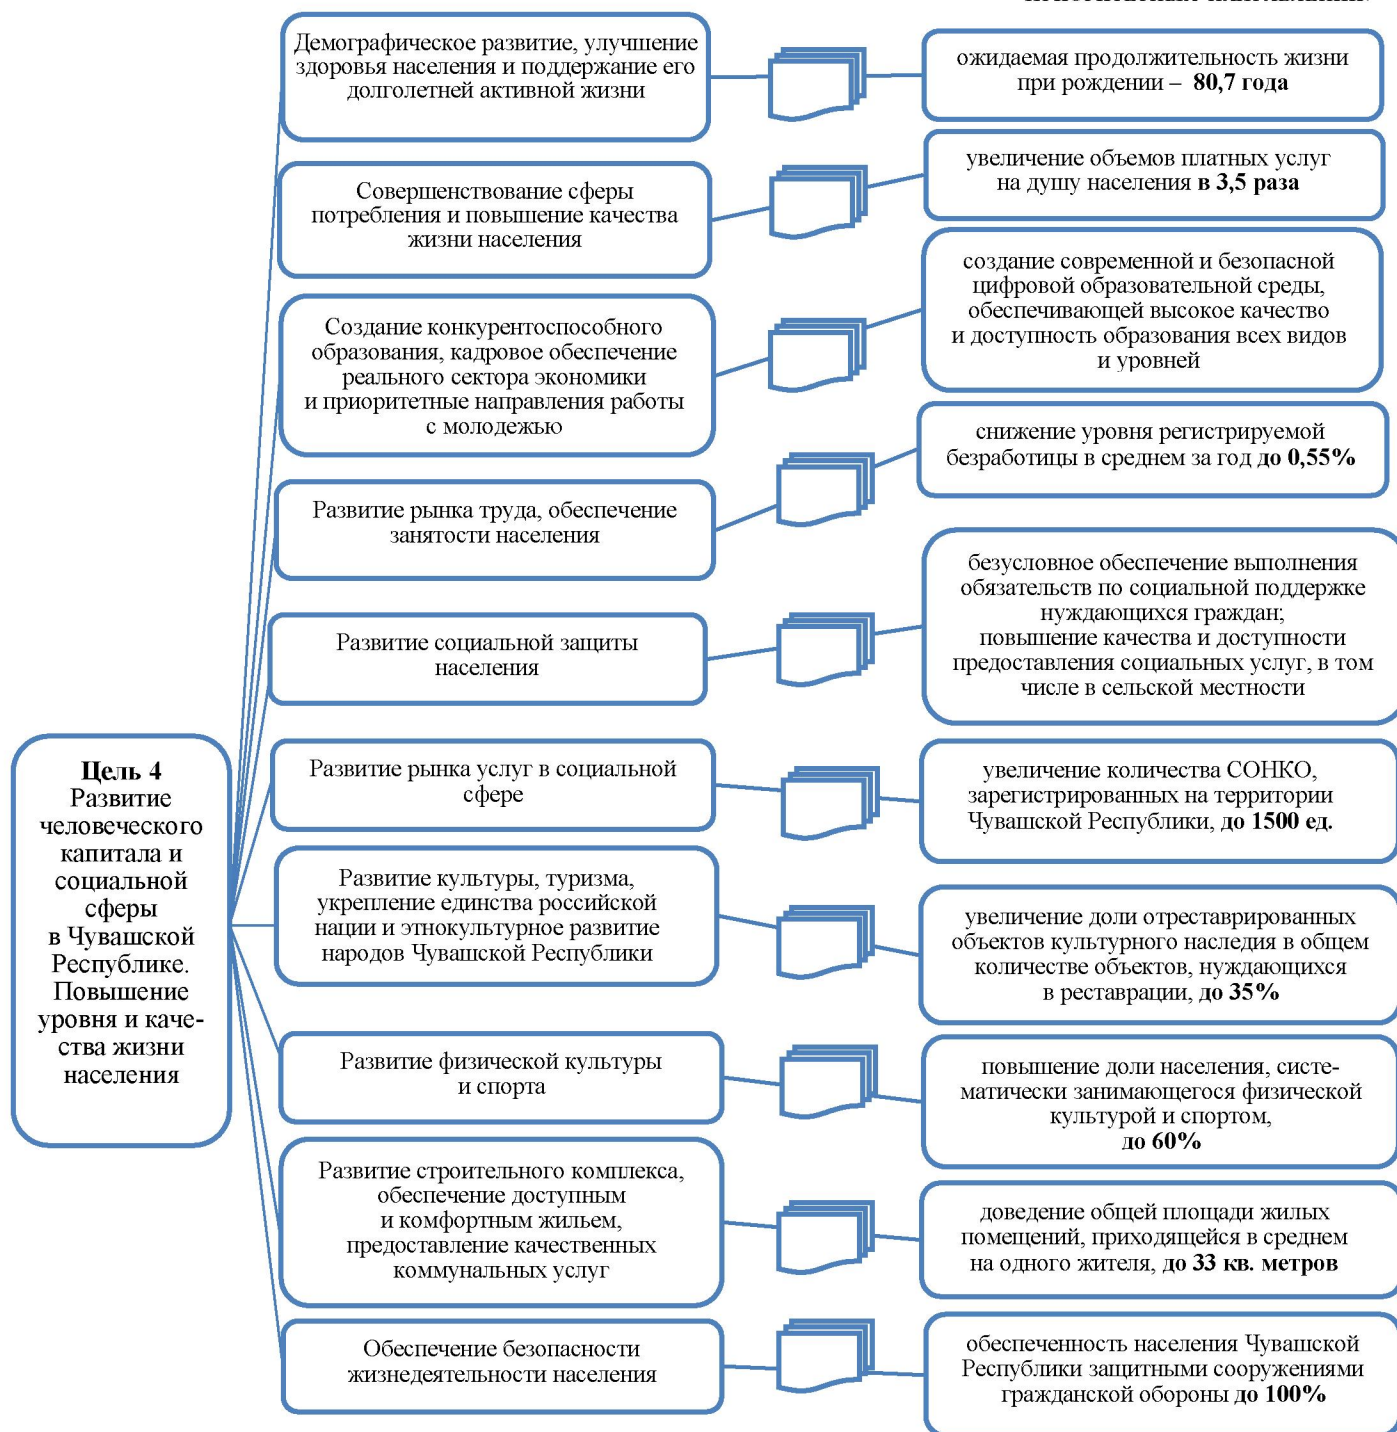 Демографическое развитие, улучшение
здоровья населения и поддержание его
долголетней активной жизни
ожидаемая продолжительность жизни
при рождении – 80,7 года
Совершенствование сферы
потребления и повышение качества
жизни населения
увеличение объемов платных услуг
на душу населения в 3,5 раза
Создание конкурентоспособного
образования, кадровое обеспечение
реального сектора экономики
и приоритетные направления работы
с молодежью
создание современной и безопасной
цифровой образовательной среды,
обеспечивающей высокое качество
и доступность образования всех видов
и уровней
Развитие рынка труда, обеспечение
занятости населения
снижение уровня регистрируемой
безработицы в среднем за год до 0,55%
Развитие социальной защиты
населения
безусловное обеспечение выполнения
обязательств по социальной поддержке
нуждающихся граждан;
повышение качества и доступности
предоставления социальных услуг, в том
числе в сельской местности
Цель 4
Развитие
человеческого
капитала и
социальной
сферы
в Чувашской
Республике.
Повышение
уровня и каче-
ства жизни
населения
Развитие рынка услуг в социальной
сфере
увеличение количества СОНКО,
зарегистрированных на территории
Чувашской Республики, до 1500 ед.
Развитие культуры, туризма,
укрепление единства российской
нации и этнокультурное развитие
народов Чувашской Республики
увеличение доли отреставрированных
объектов культурного наследия в общем
количестве объектов, нуждающихся
в реставрации, до 35%
Развитие физической культуры
и спорта
повышение доли населения, систе-
матически занимающегося физической
культурой и спортом,
до 60%
Развитие строительного комплекса,
обеспечение доступным
и комфортным жильем,
предоставление качественных
коммунальных услуг
доведение общей площади жилых
помещений, приходящейся в среднем
на одного жителя, до 33 кв. метров
Обеспечение безопасности
жизнедеятельности населения
обеспеченность населения Чувашской
Республики защитными сооружениями
гражданской обороны до 100%